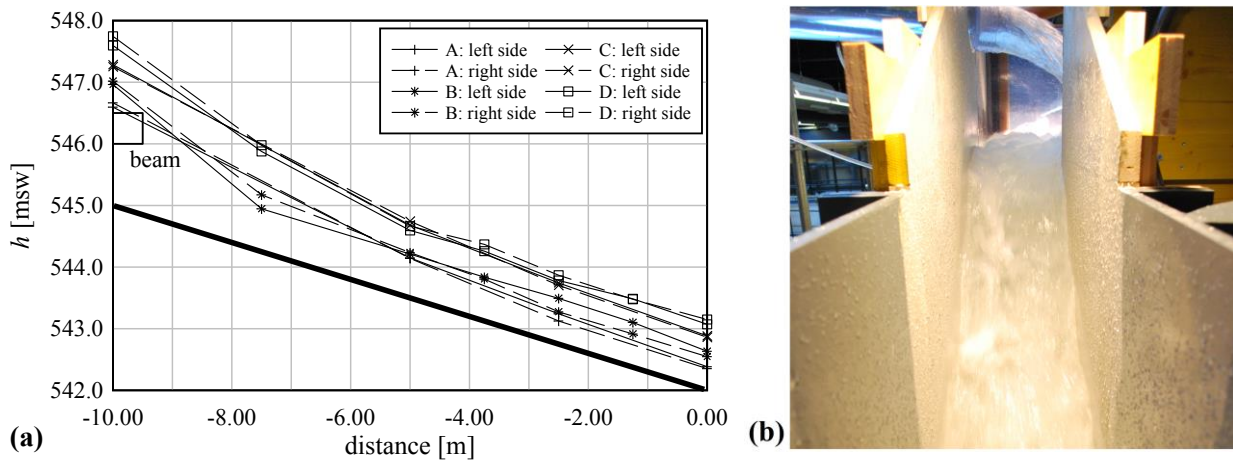 548.0
547.0
546.0
545.0
544.0
543.0
542.0
h [msw]
A: left side
A: right side
B: left side
B: right side
C: left side
C: right side
D: left side
D: right side
beam
-10.00
-8.00
-6.00
-4.00
-2.00
0.00
distance [m]
(a)
(b)